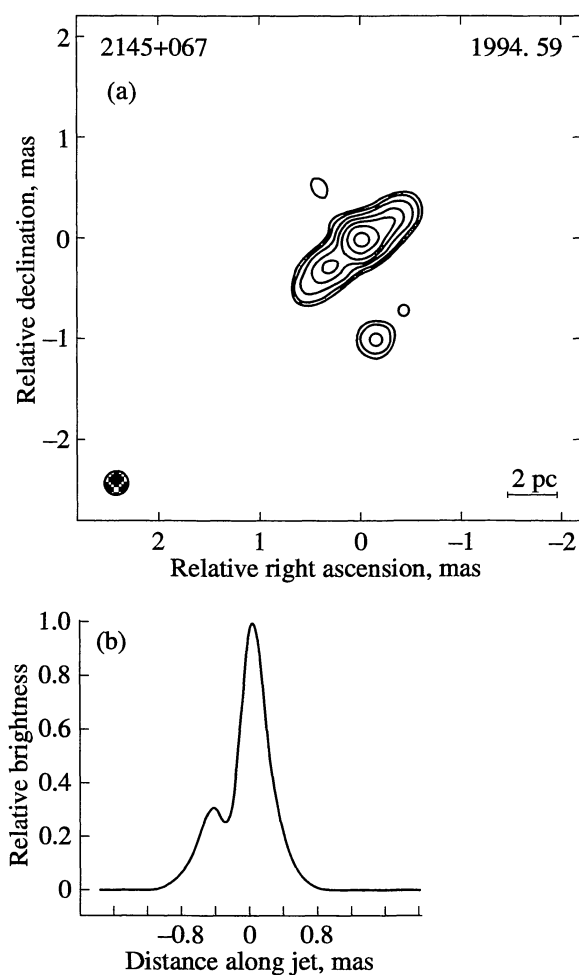 2145+067 1994. 59
(a)
2
1
0
–1
–2
Relative declination, mas
2 pc
2 1 0 –1 –2
Relative right ascension, mas
(b)
1.0
0.8
0.6
0.4
0.2
0
Relative brightness
–0.8 0 0.8
Distance along jet, mas